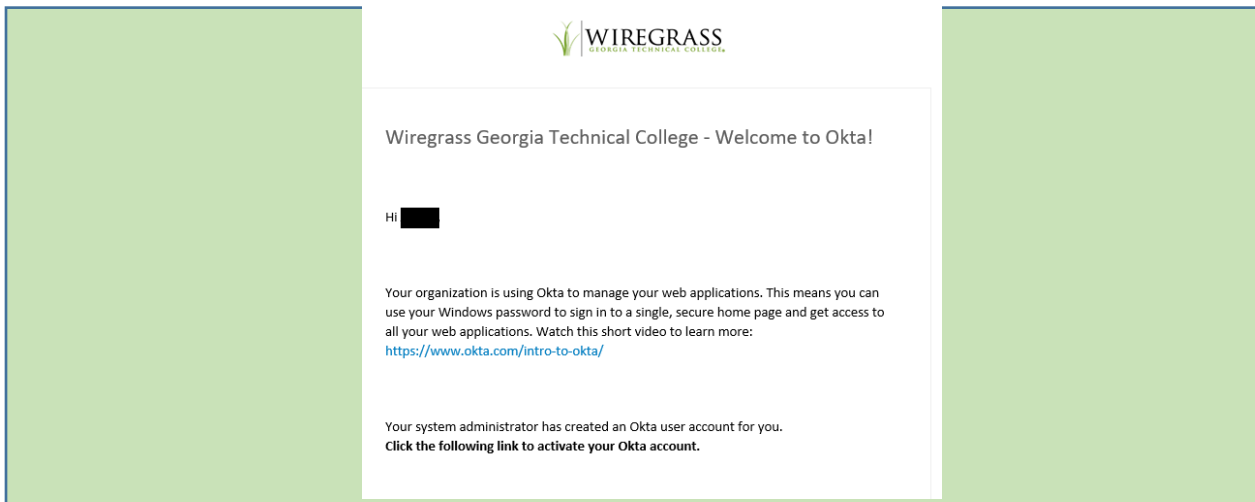 WIREGRASS
GEORGIA TECHNICAL COLLEGE
Wiregrass Georgia Technical College - Welcome to Okta!
Hi
Your organization is using Okta to manage your web applications. This means you can
use your Windows password to sign in to a single, secure home page and get access to
all your web applications. Watch this short video to learn more:
https://www.okta.com/intro-to-okta/
Your system administrator has created an Okta user account for you.
Click the following link to activate your Okta account.